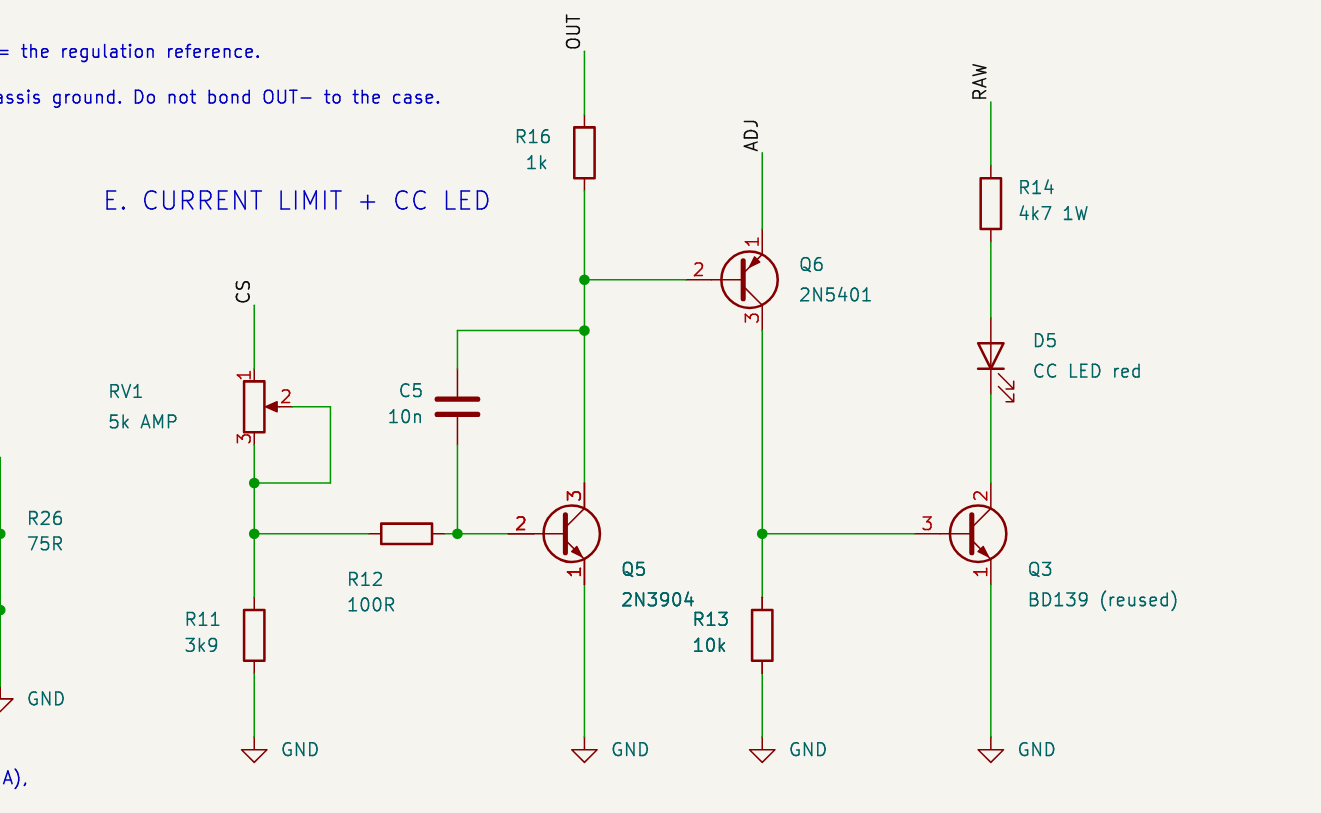 = the regulation reference.
assis ground. Do not bond OUT− to the case.
E. CURRENT LIMIT + CC LED
OUT
R16
1k
ADJ
RAW
R14
4k7 1W
1
2
Q6
2N5401
3
CS
1
RV1
2
5k AMP
3
C5
10n
D5
CC LED red
R26
75R
R12
100R
3
2
1
Q5
2N3904
R11
3k9
R13
10k
2
3
1
Q3
BD139 (reused)
GND
GND
GND
GND
GND
A),